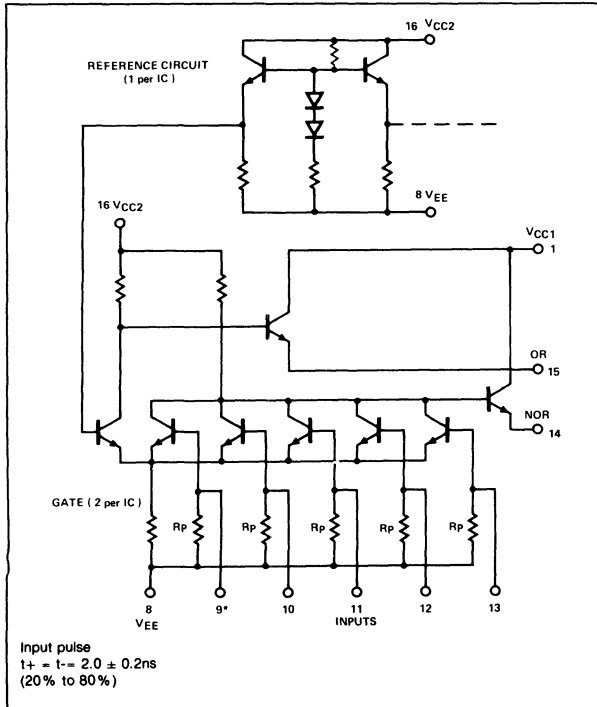 16 VCC2
REFERENCE CIRCUIT
(1 per IC)
8 VEE
16 VCC2
VCC1
1
OR
15
NOR
14
GATE ( 2 per IC )
RP RP RP RP RP
8 9* 10 11 12 13
VEE INPUTS
Input pulse
t+ = t-= 2.0 ± 0.2ns
(20% to 80%)